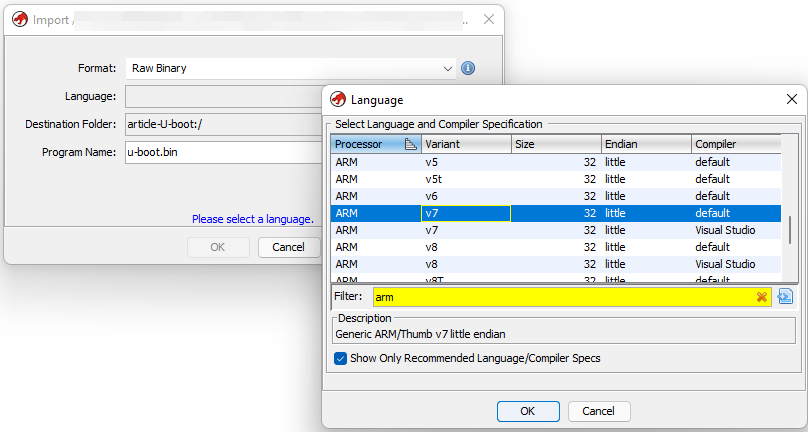 Import /
..
Format:
Raw Binary
Language:
Destination Folder:
article-U-boot:/
Program Name:
u-boot.bin
Please select a language.
OK
Cancel
Language
Select Language and Compiler Specification
Processor Variant Size Endian Compiler
ARM v5 32 little default
ARM v5t 32 little default
ARM v6 32 little default
ARM v7 32 little default
ARM v7 32 little Visual Studio
ARM v8 32 little default
ARM v8 32 little Visual Studio
ARM v8T 32 little default
Filter: arm
Description
Generic ARM/Thumb v7 little endian
Show Only Recommended Language/Compiler Specs
OK
Cancel